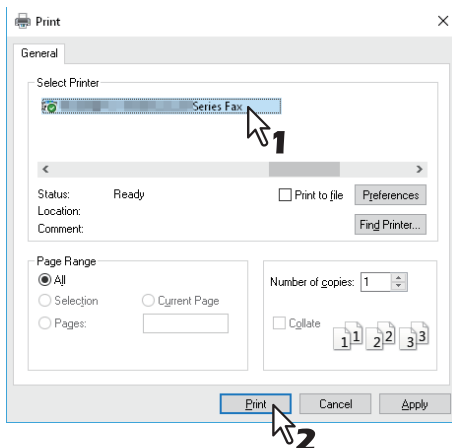 Print
General
Select Printer
Series Fax
1
Status: Ready
Print to file
Preferences
Location:
Comment:
Find Printer...
Page Range
All
Selection
Current Page
Pages:
Number of copies: 1
Collate
1 1 2 2 3 3
Print
Cancel
Apply
2